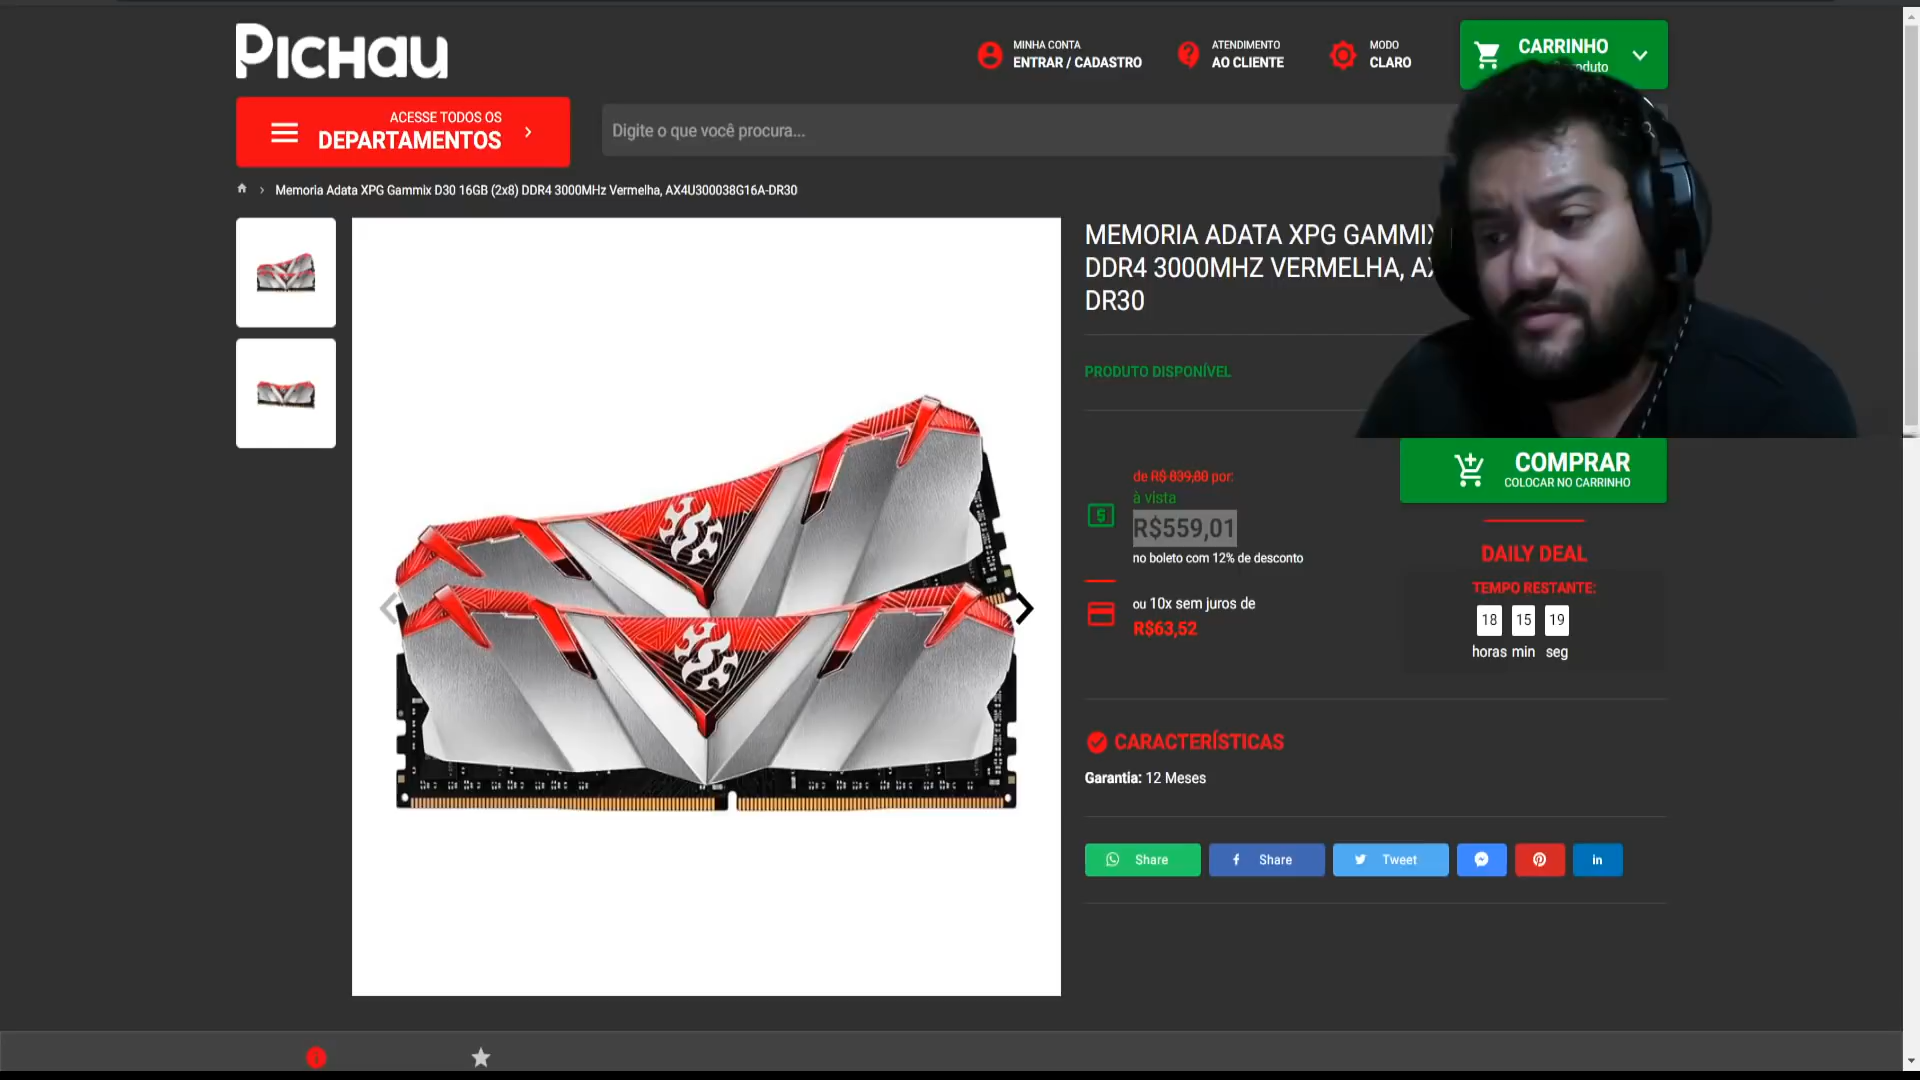 PICHAU
MINHA CONTA
ENTRAR / CADASTRO
ATENDIMENTO
AO CLIENTE
MODO
CLARO
CARRINHO
ACESSE TODOS OS
DEPARTAMENTOS
Digite o que você procura...
Memoria Adata XPG Gammix D30 16GB (2x8) DDR4 3000MHz Vermelha, AX4U300038G16A-DR30
MEMORIA ADATA XPG GAMMIX
DDR4 3000MHZ VERMELHA,
DR30
PRODUTO DISPONÍVEL
de R$ 839,80 por:
à vista
R$559,01
no boleto com 12% de desconto
ou 10x sem juros de
R$63,52
COMPRAR
COLOCAR NO CARRINHO
DAILY DEAL
TEMPO RESTANTE:
18 15 19
horas min seg
CARACTERÍSTICAS
Garantia: 12 Meses
Share
Share
Tweet
in